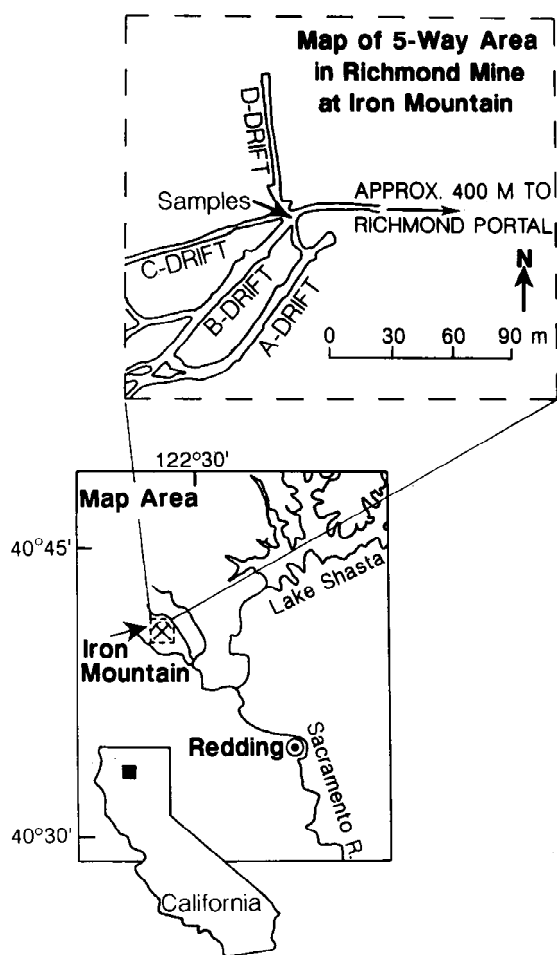 Map of 5-Way Area
in Richmond Mine
at Iron Mountain
D-DRIFT
Samples
APPROX. 400 M TO
RICHMOND PORTAL
C-DRIFT
B-DRIFT
A-DRIFT
N
0 30 60 90 m
122°30'
Map Area
40°45'
Lake Shasta
Iron
Mountain
Redding
Sacramento R.
40°30'
California